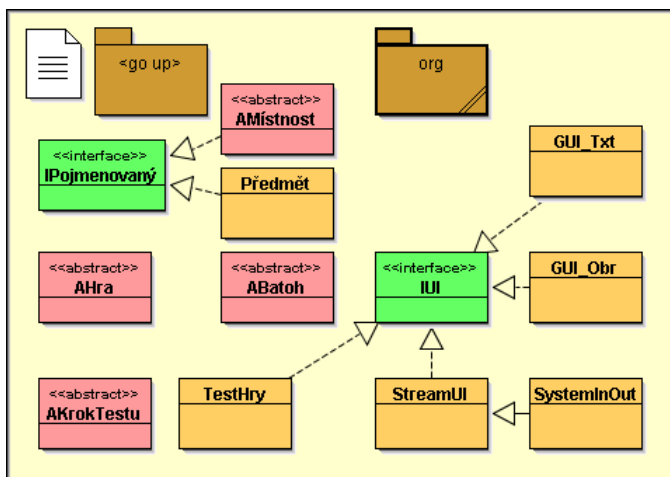 <go up>
org
<<abstract>>
AMístnost
<<interface>>
IPojmenovaný
GUI_Txt
Předmět
<<abstract>>
AHra
<<abstract>>
ABatoh
<<interface>>
IUI
GUI_Obr
<<abstract>>
AKrokTestu
TestHry
StreamUI
SystemInOut